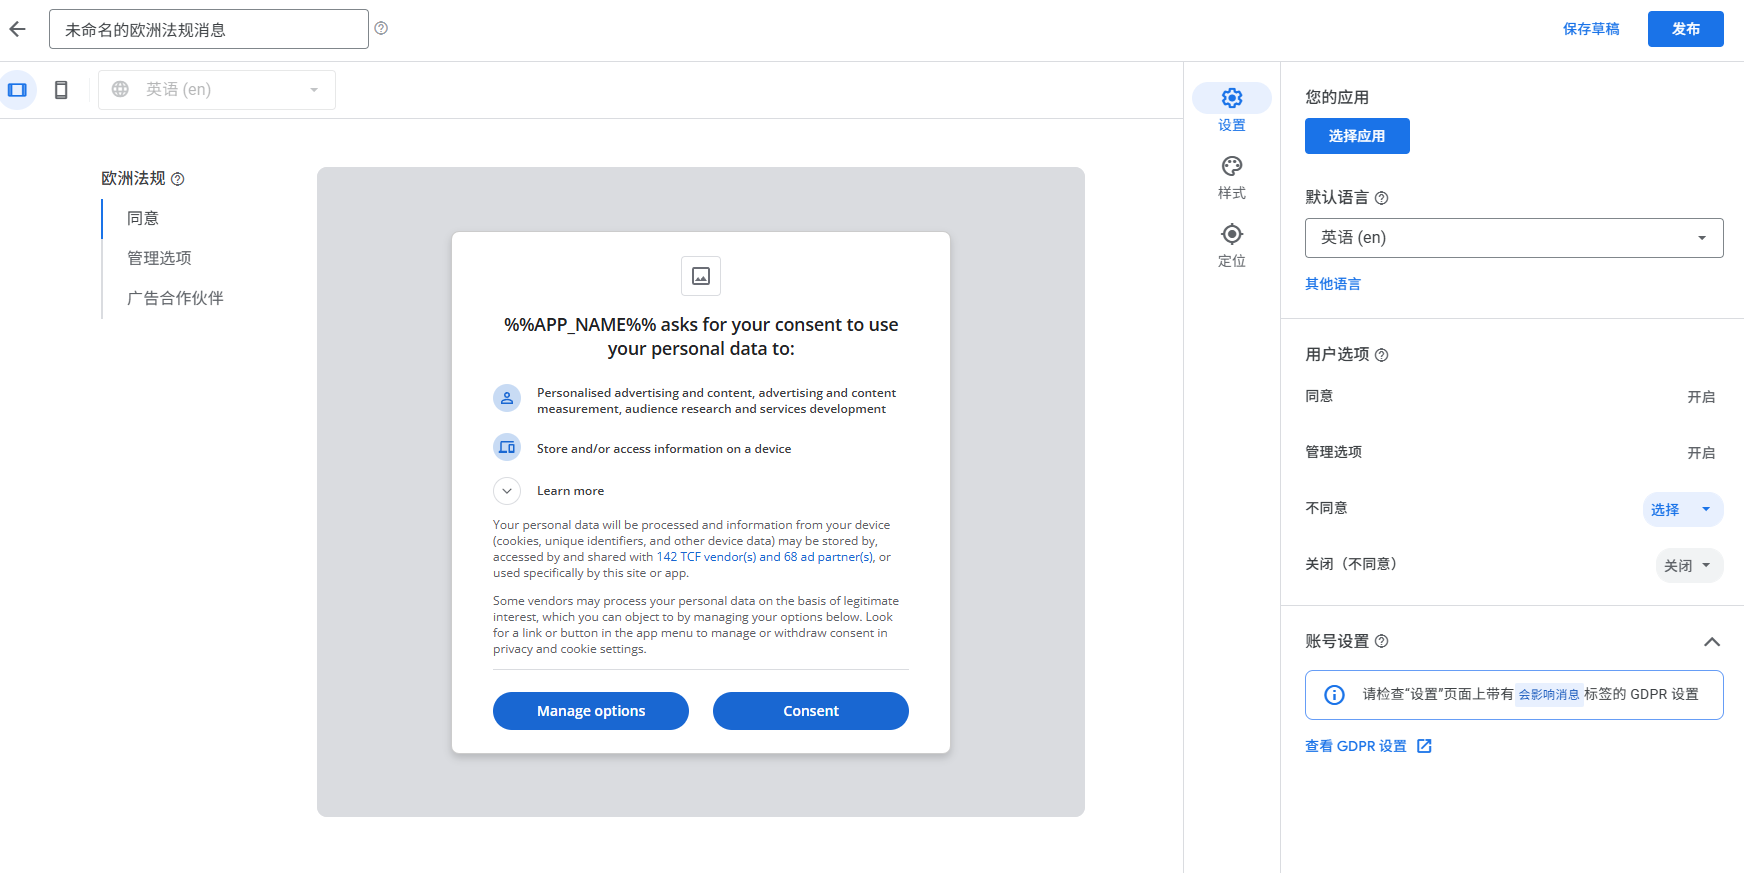 未命名的欧洲法规消息
保存草稿
发布
英语 (en)
欧洲法规
同意
管理选项
广告合作伙伴
%%APP_NAME%% asks for your consent to use
your personal data to:
Personalised advertising and content, advertising and content
measurement, audience research and services development
Store and/or access information on a device
Learn more
Your personal data will be processed and information from your device
(cookies, unique identifiers, and other device data) may be stored by,
accessed by and shared with 142 TCF vendor(s) and 68 ad partner(s), or
used specifically by this site or app.
Some vendors may process your personal data on the basis of legitimate
interest, which you can object to by managing your options below. Look
for a link or button in the app menu to manage or withdraw consent in
privacy and cookie settings.
Manage options
Consent
设置
样式
定位
您的应用
选择应用
默认语言
英语 (en)
其他语言
用户选项
同意
开启
管理选项
开启
不同意
选择
关闭（不同意）
关闭
账号设置
请检查“设置”页面上带有 会影响消息 标签的 GDPR 设置
查看 GDPR 设置